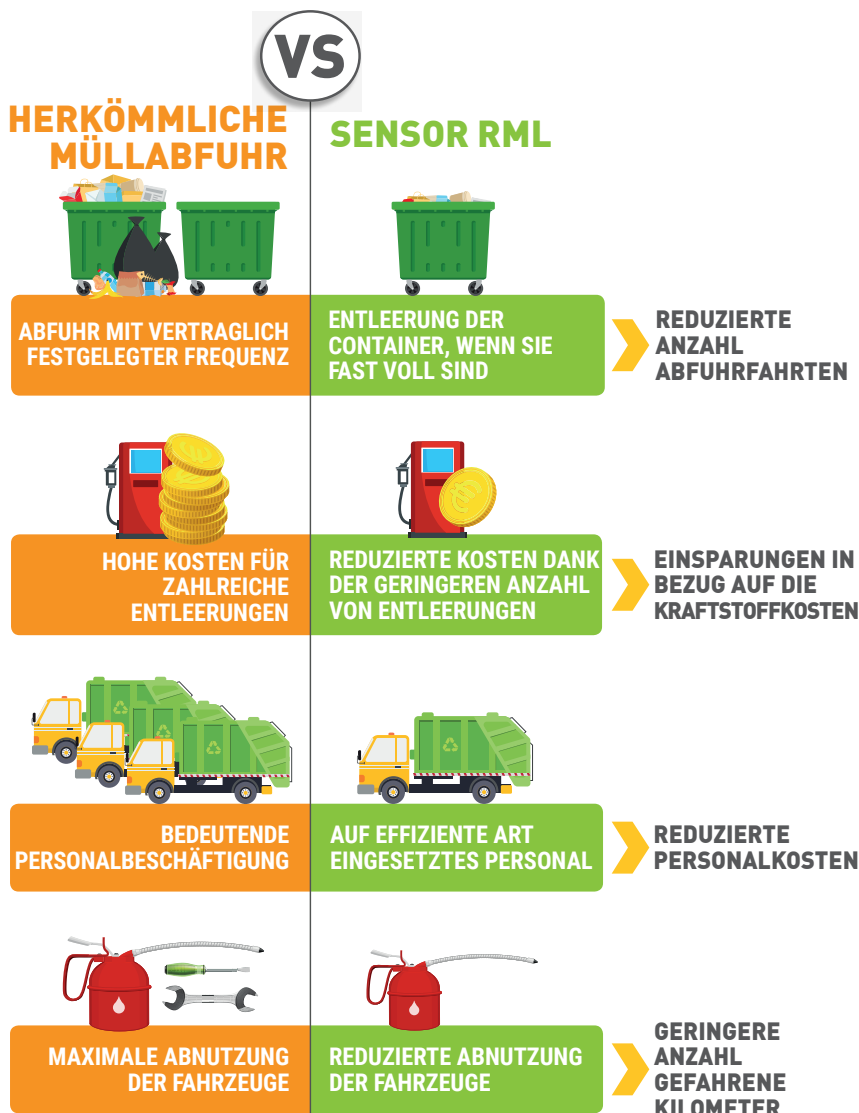 VS
HERKÖMMLICHE
MÜLLABFUHR
SENSOR RML
ABFUHR MIT VERTRAGLICH
FESTGELEGTER FREQUENZ
ENTLEERUNG DER
CONTAINER, WENN SIE
FAST VOLL SIND
REDUZIERTE
ANZAHL
ABFUHRFAHRTEN
HOHE KOSTEN FÜR
ZAHLREICHE
ENTLEERUNGEN
REDUZIERTE KOSTEN DANK
DER GERINGEREN ANZAHL
VON ENTLEERUNGEN
EINSPARUNGEN IN
BEZUG AUF DIE
KRAFTSTOFFKOSTEN
BEDEUTENDE
PERSONALBESCHÄFTIGUNG
AUF EFFIZIENTE ART
EINGESETZTES PERSONAL
REDUZIERTE
PERSONALKOSTEN
MAXIMALE ABNUTZUNG
DER FAHRZEUGE
REDUZIERTE ABNUTZUNG
DER FAHRZEUGE
GERINGERE
ANZAHL
GEFAHRENE
KILOMETER